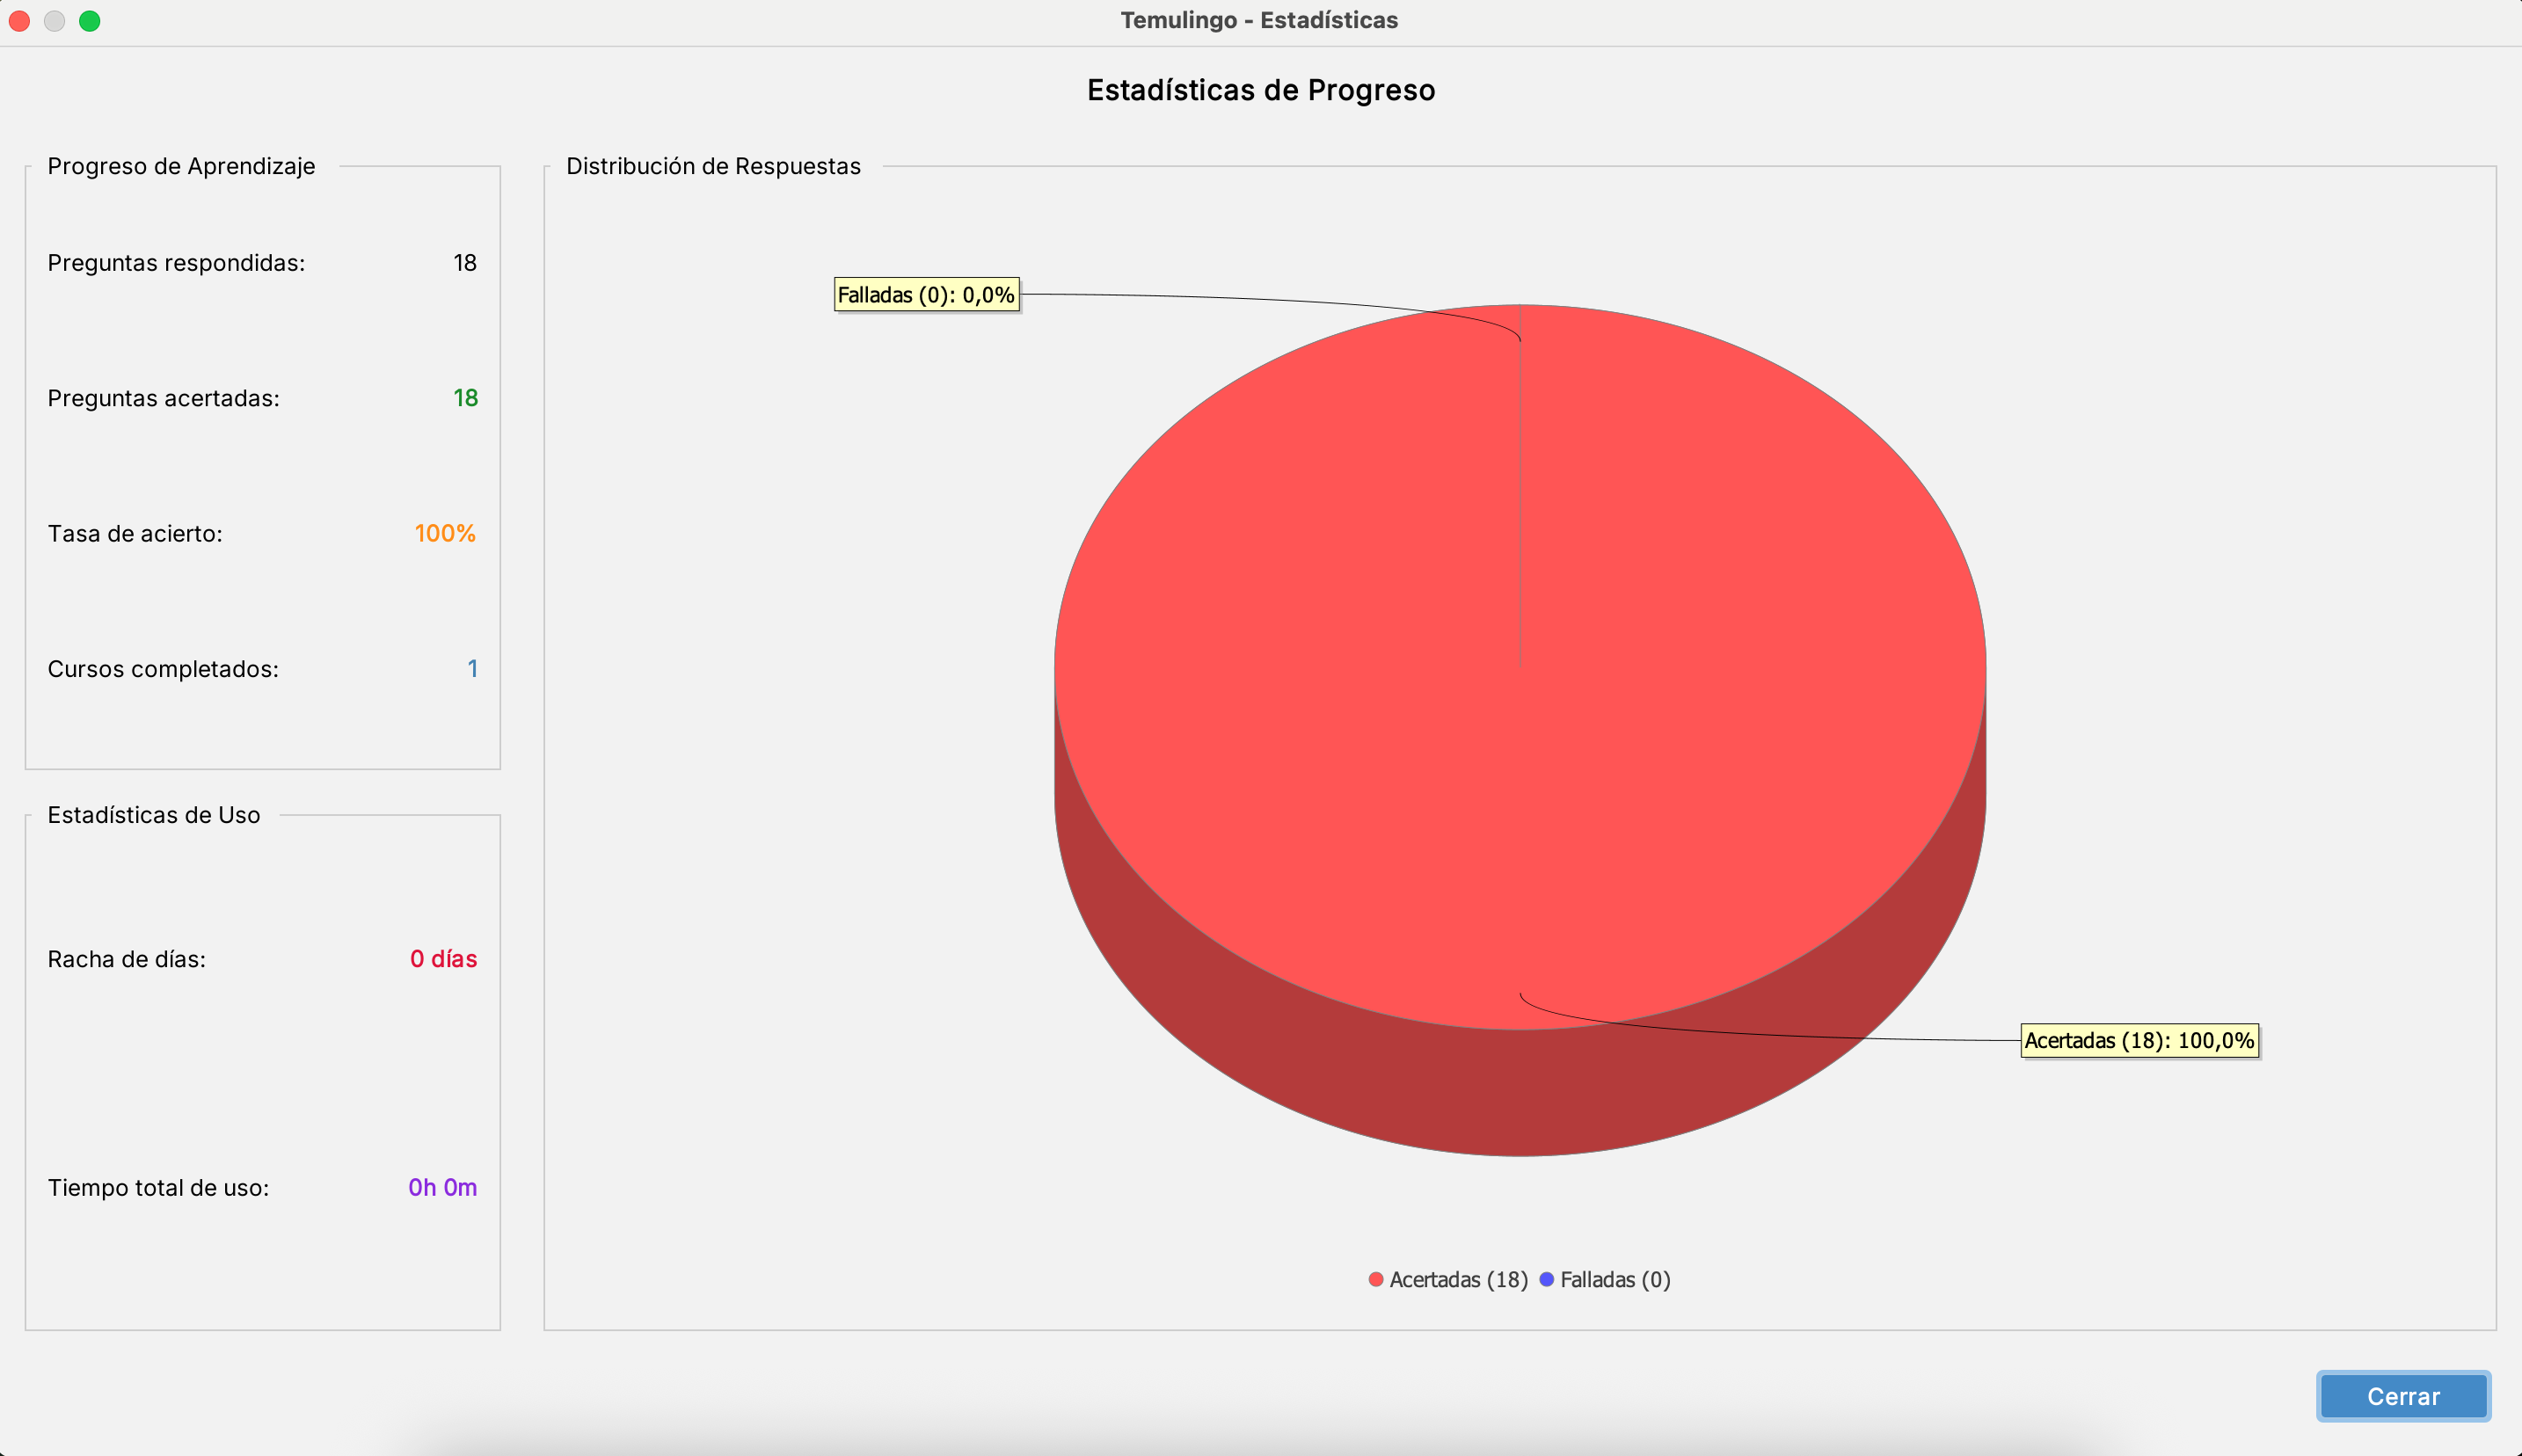 Temulingo - Estadísticas
Estadísticas de Progreso
Progreso de Aprendizaje
Preguntas respondidas: 18
Preguntas acertadas: 18
Tasa de acierto: 100%
Cursos completados: 1
Estadísticas de Uso
Racha de días: 0 días
Tiempo total de uso: 0h 0m
Distribución de Respuestas
Falladas (0): 0,0%
Acertadas (18): 100,0%
Acertadas (18) Falladas (0)
Cerrar